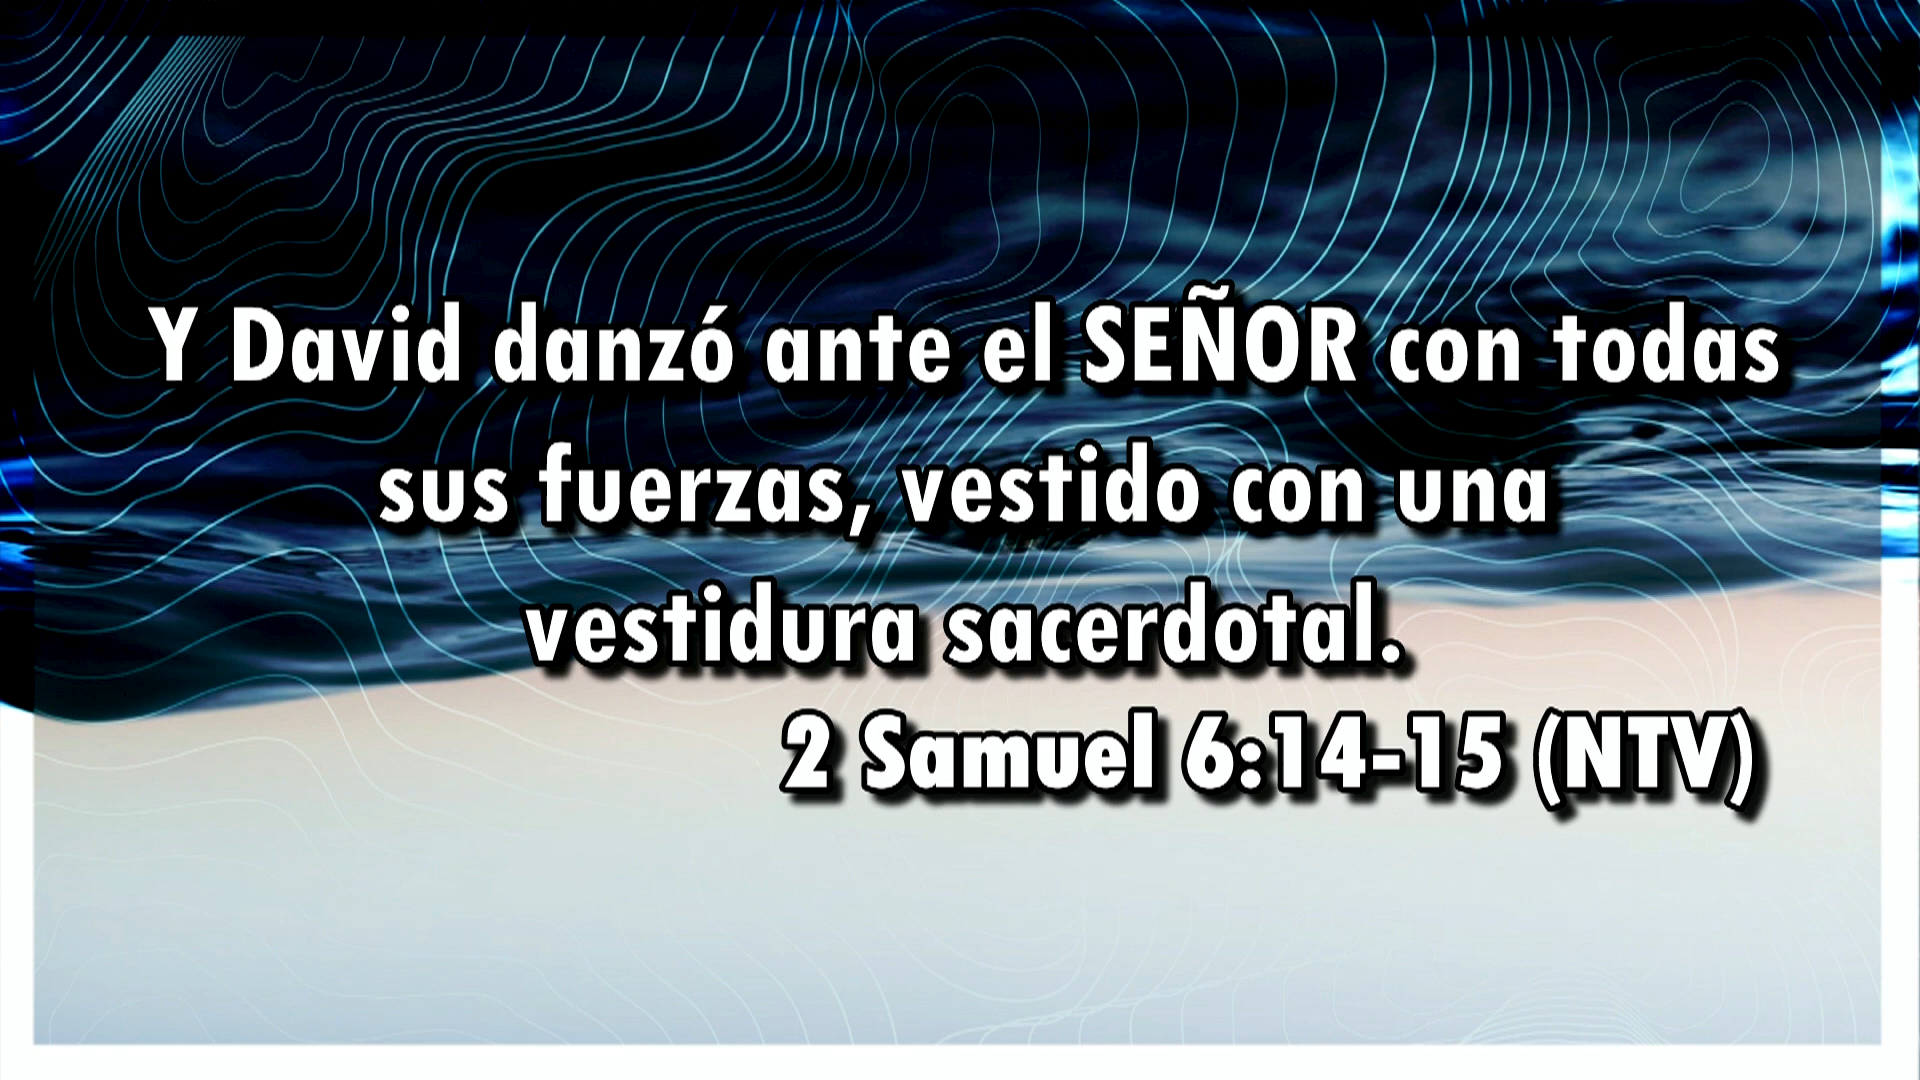 Y David danzó ante el SEÑOR con todas
sus fuerzas, vestido con una
vestidura sacerdotal.
2 Samuel 6:14-15 (NTV)